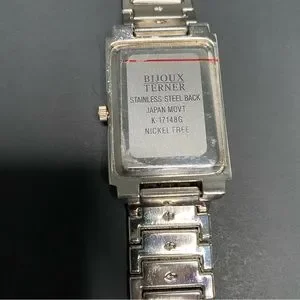 BIJOUX
TERNER
STAINLESS STEEL BACK
JAPAN MOVT
K-17148G
NICKEL FREE